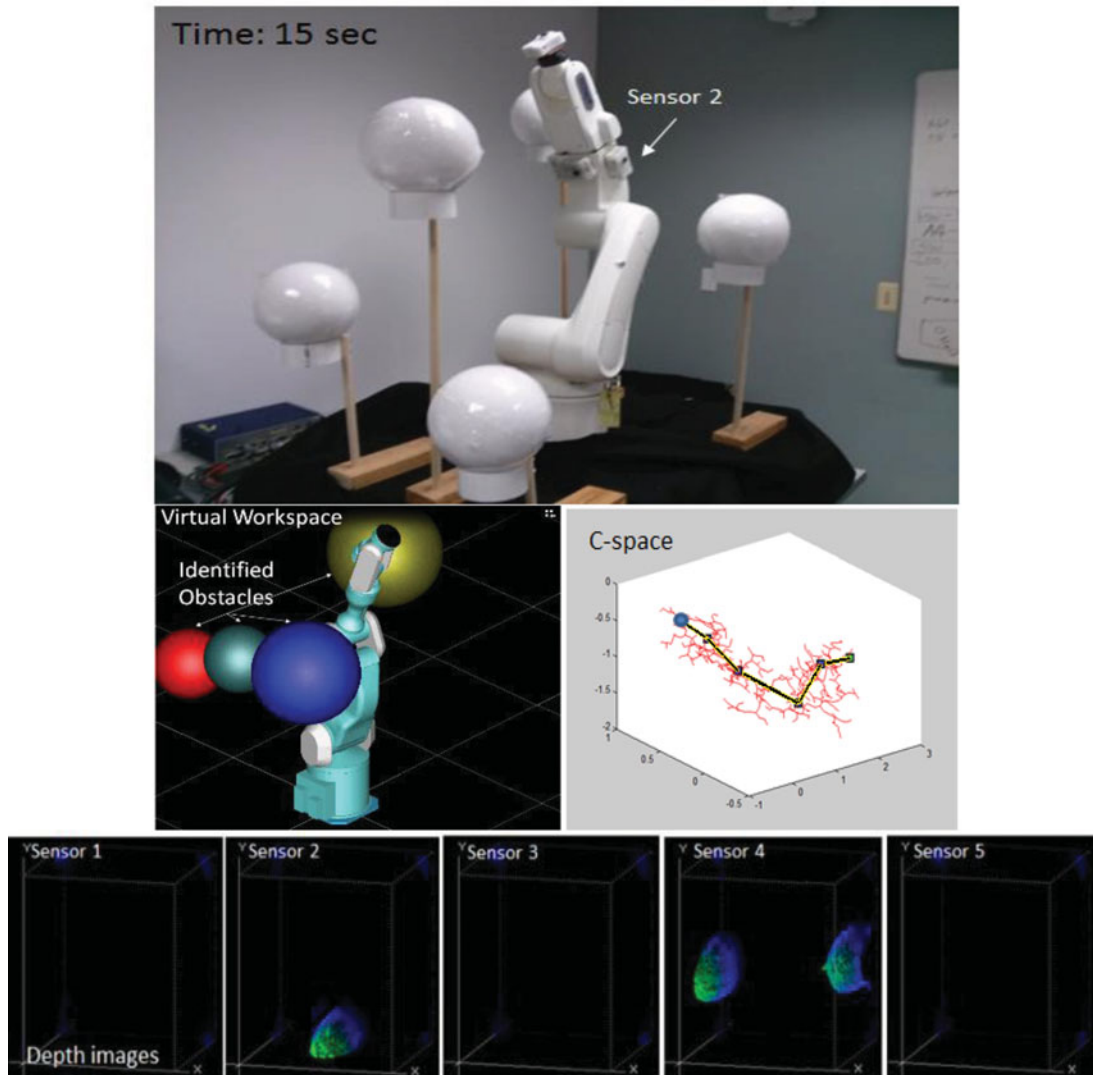 Time: 15 sec
Sensor 2
Virtual Workspace
Identified
Obstacles
C-space
0
-0.5
-1
-1.5
-2
1
0.5
0
-0.5
-1
0
1
2
3
Y Sensor 1
Y Sensor 2
Y Sensor 3
Y Sensor 4
Y Sensor 5
Depth images
X
X
X
X
X